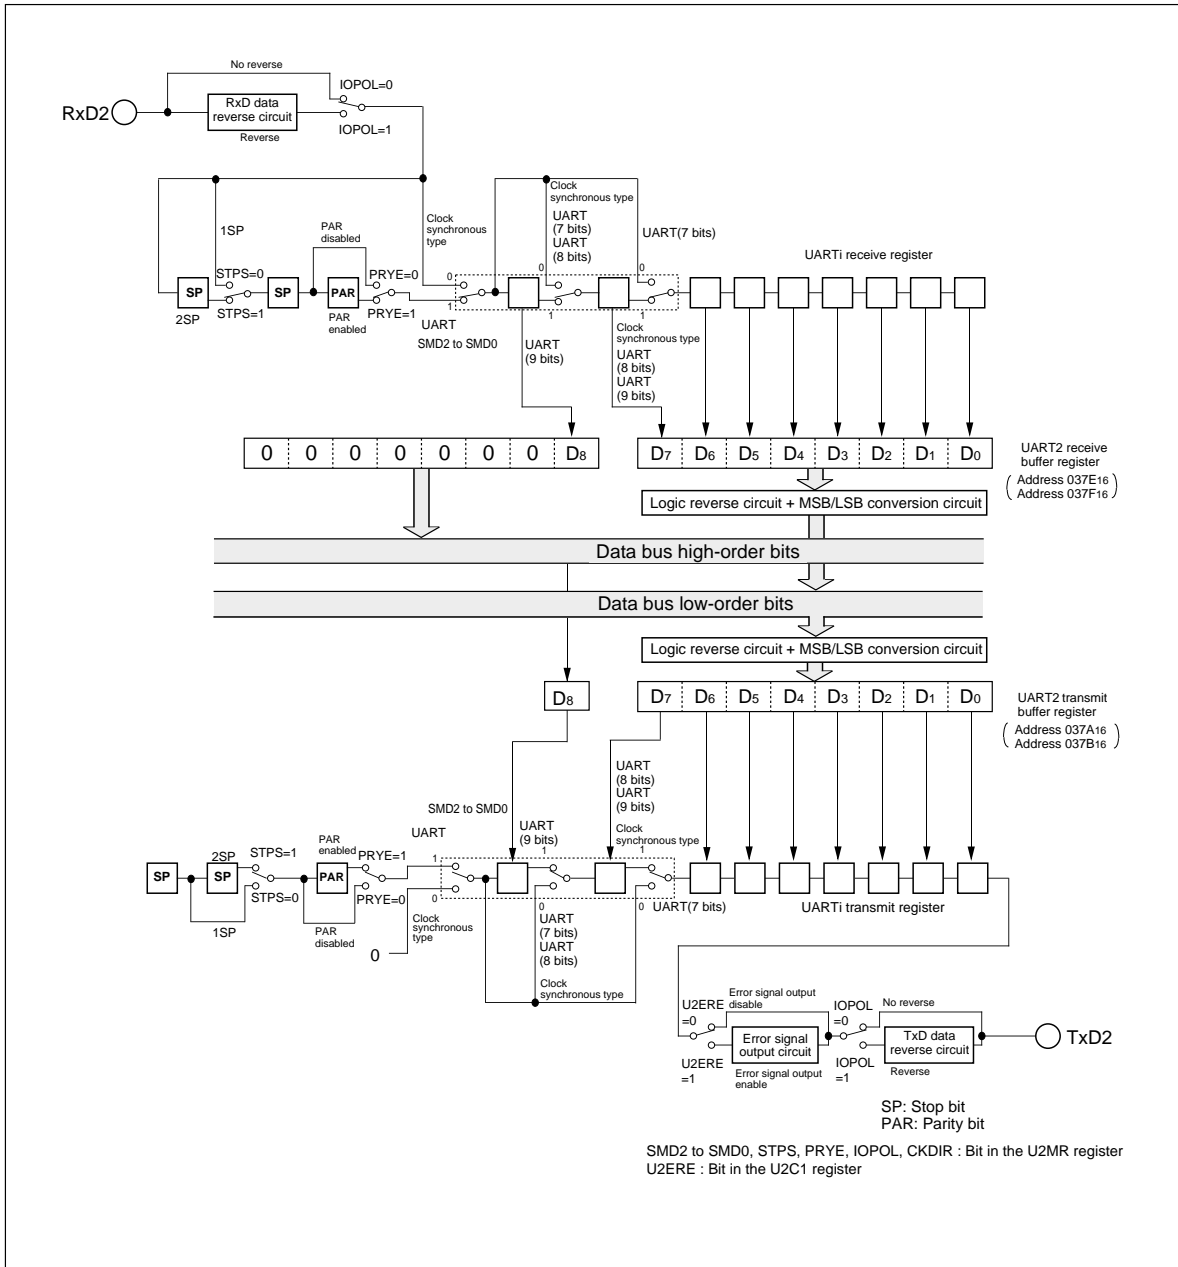 No reverse
IOPOL=0
RxD2
RxD data
reverse circuit
IOPOL=1
Reverse
1SP
PAR
disabled
Clock
synchronous
type
Clock
synchronous type
UART
(7 bits)
UART
(8 bits)
UART(7 bits)
UARTi receive register
STPS=0
PRYE=0
0
0
0
SP
SP
PAR
2SP
STPS=1
PAR
enabled
PRYE=1
1
1
1
UART
SMD2 to SMD0
UART
(9 bits)
Clock
synchronous type
UART
(8 bits)
UART
(9 bits)
0 0 0 0 0 0 0 D8
D7 D6 D5 D4 D3 D2 D1 D0
UART2 receive
buffer register
Address 037E16
Address 037F16
Logic reverse circuit + MSB/LSB conversion circuit
Data bus high-order bits
Data bus low-order bits
Logic reverse circuit + MSB/LSB conversion circuit
D8
D7 D6 D5 D4 D3 D2 D1 D0
UART2 transmit
buffer register
Address 037A16
Address 037B16
UART
(8 bits)
UART
(9 bits)
SMD2 to SMD0
UART
UART
(9 bits)
Clock
synchronous type
PAR
enabled
2SP
STPS=1
PRYE=1
1
1
1
SP
SP
PAR
STPS=0
PRYE=0
0
0
0
1SP
PAR
disabled
Clock
synchronous
type
0
UART
(7 bits)
UART
(8 bits)
UART(7 bits)
UARTi transmit register
Clock
synchronous type
U2ERE
=0
Error signal output
disable
IOPOL
=0
No reverse
Error signal
output circuit
TxD data
reverse circuit
TxD2
U2ERE
=1
Error signal output
enable
IOPOL
=1
Reverse
SP: Stop bit
PAR: Parity bit
SMD2 to SMD0, STPS, PRYE, IOPOL, CKDIR : Bit in the U2MR register
U2ERE : Bit in the U2C1 register